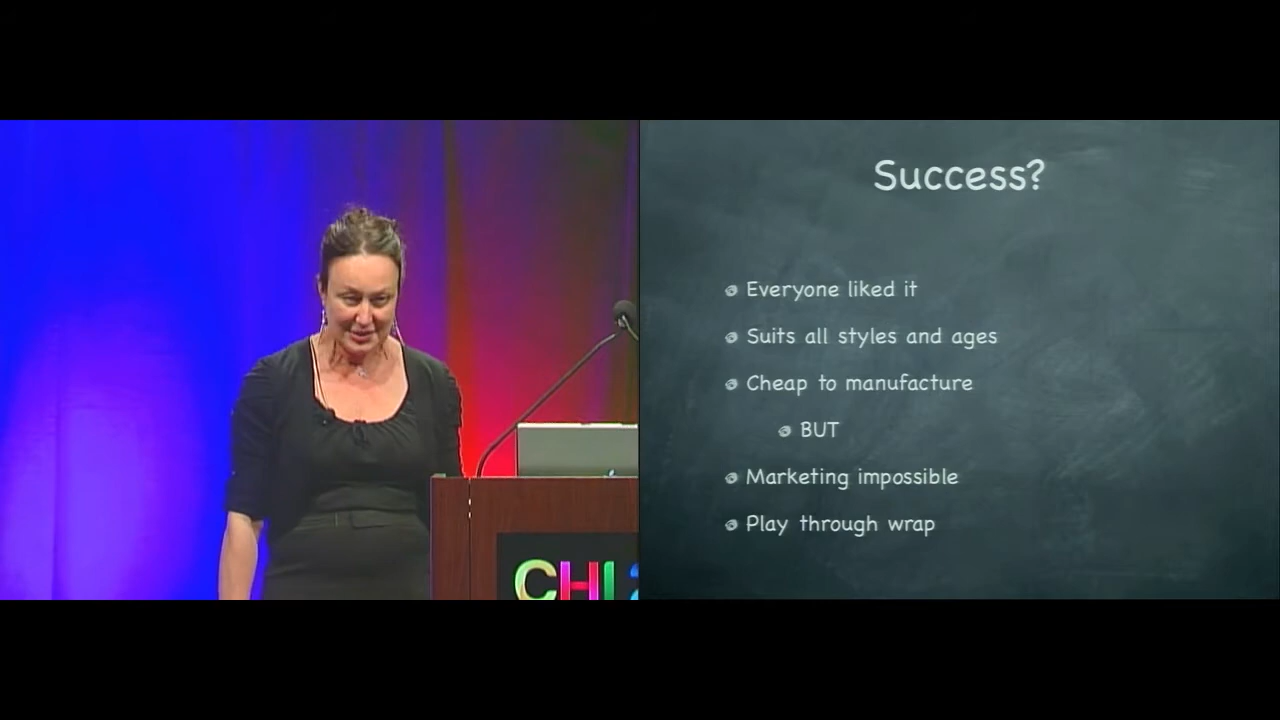 Success?
Everyone liked it
Suits all styles and ages
Cheap to manufacture
BUT
Marketing impossible
Play through wrap
CHI